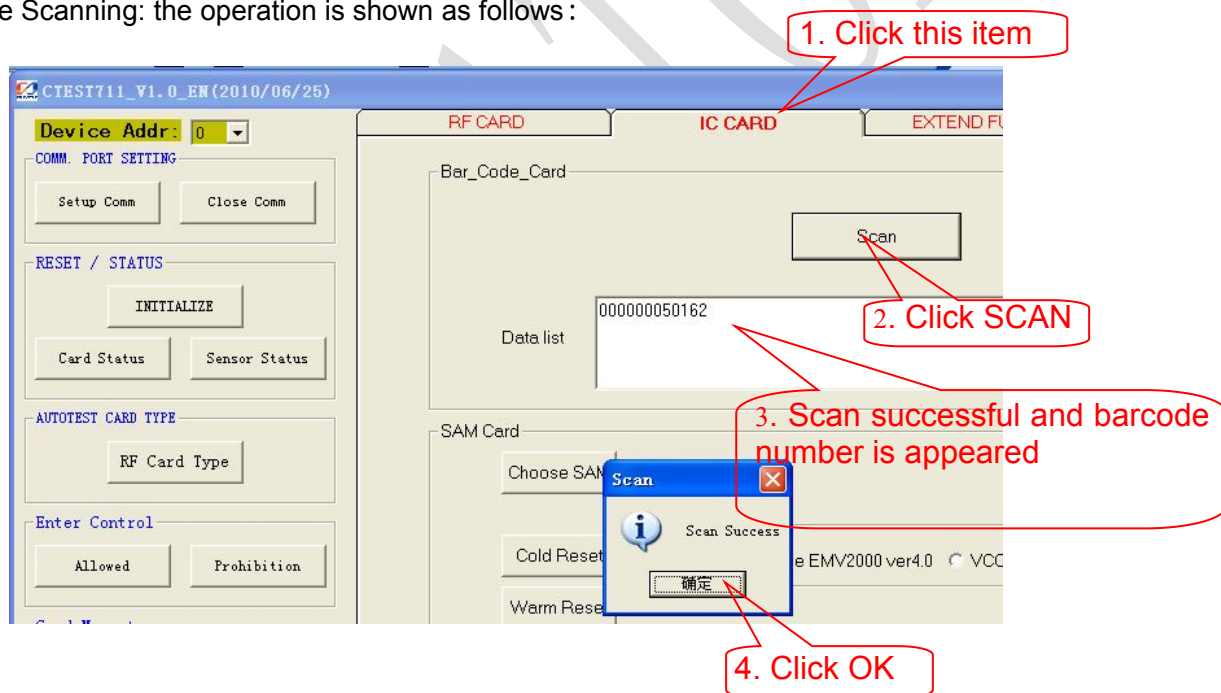 e Scanning: the operation is shown as follows:
1. Click this item
CTEST711_V1.0_EN(2010/06/25)
Device Addr: 0
RF CARD
IC CARD
EXTEND FU
COMM. PORT SETTING
Setup Comm
Close Comm
Bar_Code_Card
Scan
RESET / STATUS
INITIALIZE
Card Status
Sensor Status
Data list
000000050162
2. Click SCAN
3. Scan successful and barcode
number is appeared
AUTOTEST CARD TYPE
RF Card Type
SAM Card
Choose SAM
Scan
Scan Success
确定
Enter Control
Allowed
Prohibition
Cold Reset
e EMV2000 ver4.0
VCC
Warm Rese
4. Click OK